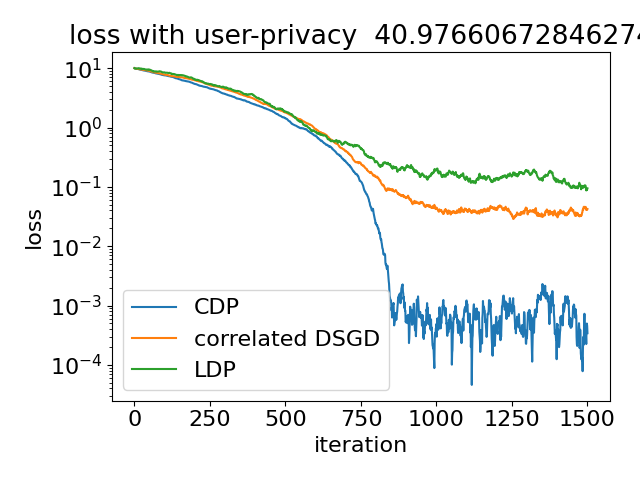 loss with user-privacy 40.97660672846274
loss
10¹
10⁰
10⁻¹
10⁻²
10⁻³
10⁻⁴
CDP
correlated DSGD
LDP
0 250 500 750 1000 1250 1500
iteration